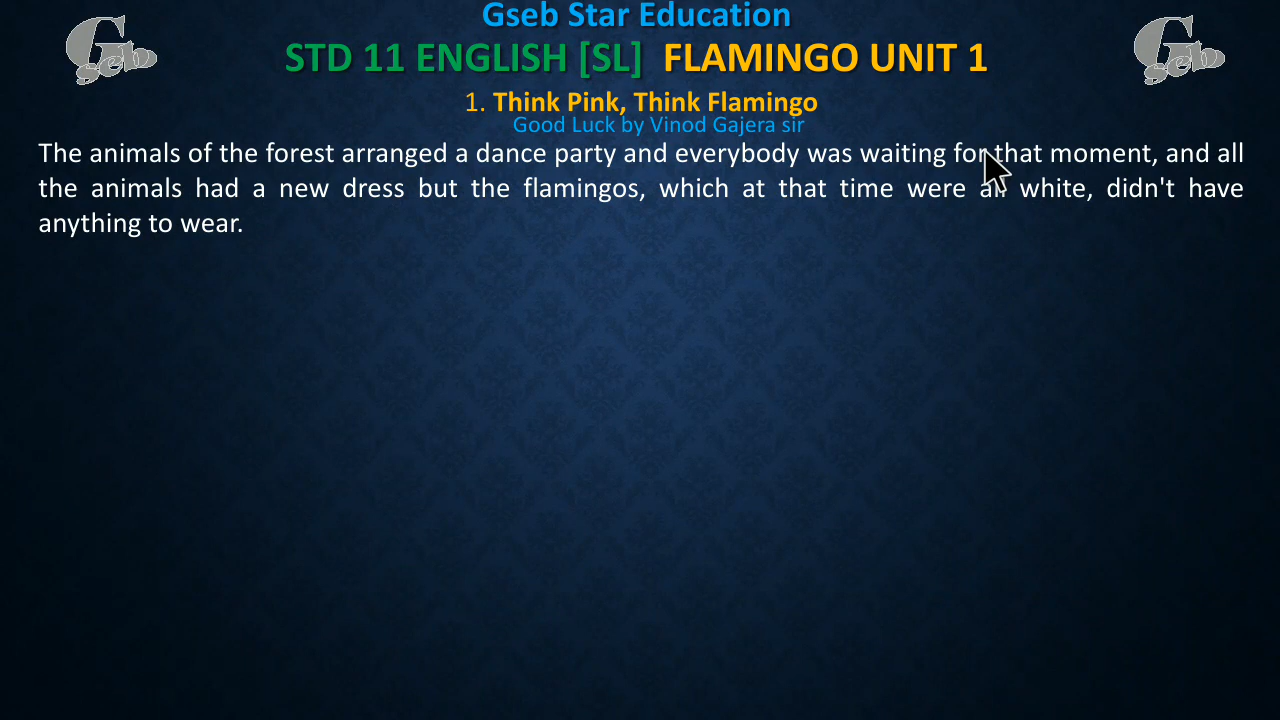 Gseb Star Education
Gseb
Gseb
STD 11 ENGLISH [SL] FLAMINGO UNIT 1
1. Think Pink, Think Flamingo
Good Luck by Vinod Gajera sir
The animals of the forest arranged a dance party and everybody was waiting for that moment, and all
the animals had a new dress but the flamingos, which at that time were all white, didn't have
anything to wear.